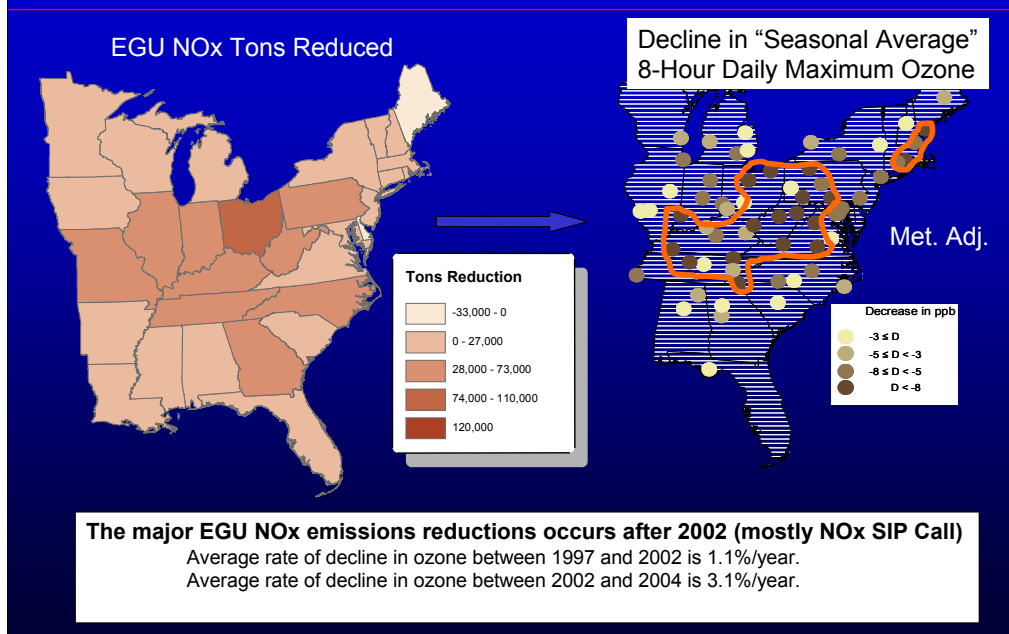 EGU NOx Tons Reduced
Decline in “Seasonal Average”
8-Hour Daily Maximum Ozone
Met. Adj.
Tons Reduction
-33,000 - 0
0 - 27,000
28,000 - 73,000
74,000 - 110,000
120,000
Decrease in ppb
-3 ≤ D
-5 ≤ D < -3
-8 ≤ D < -5
D < -8
The major EGU NOx emissions reductions occurs after 2002 (mostly NOx SIP Call)
Average rate of decline in ozone between 1997 and 2002 is 1.1%/year.
Average rate of decline in ozone between 2002 and 2004 is 3.1%/year.